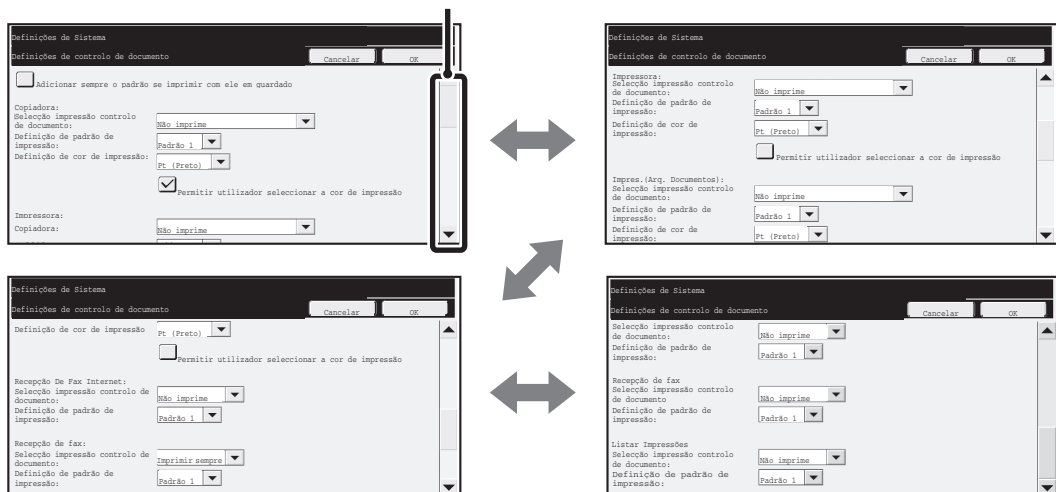 Definições de Sistema
Definições de controlo de documento
Cancelar
OK
Adicionar sempre o padrão se imprimir com ele em guardado
Copiadora:
Selecção impressão controlo
de documento:
Não imprime
Definição de padrão de
impressão:
Padrão 1
Definição de cor de impressão:
Pt (Preto)
Permitir utilizador seleccionar a cor de impressão
Impressora:
Copiadora:
Não imprime
Definições de Sistema
Definições de controlo de documento
Cancelar
OK
Impressora:
Selecção impressão controlo
de documento:
Não imprime
Definição de padrão de
impressão:
Padrão 1
Definição de cor de
impressão:
Pt (Preto)
Permitir utilizador seleccionar a cor de impressão
Impres.(Arq. Documentos):
Selecção impressão controlo
de documento:
Não imprime
Definição de padrão de
impressão:
Padrão 1
Definição de cor de
impressão:
Pt (Preto)
Definições de Sistema
Definições de controlo de documento
Cancelar
OK
Definição de cor de impressão
Pt (Preto)
Permitir utilizador seleccionar a cor de impressão
Recepção De Fax Internet:
Selecção impressão controlo de
documento:
Não imprime
Definição de padrão de
impressão:
Padrão 1
Recepção de fax:
Selecção impressão controlo de
documento:
Imprimir sempre
Definição de padrão de
impressão:
Padrão 1
Definições de Sistema
Definições de controlo de documento
Cancelar
OK
Selecção impressão controlo
de documento:
Não imprime
Definição de padrão de
impressão:
Padrão 1
Recepção de fax
Selecção impressão controlo
de documento
Não imprime
Definição de padrão de
impressão:
Padrão 1
Listar Impressões
Selecção impressão controlo
de documento:
Não imprime
Definição de padrão de
impressão:
Padrão 1